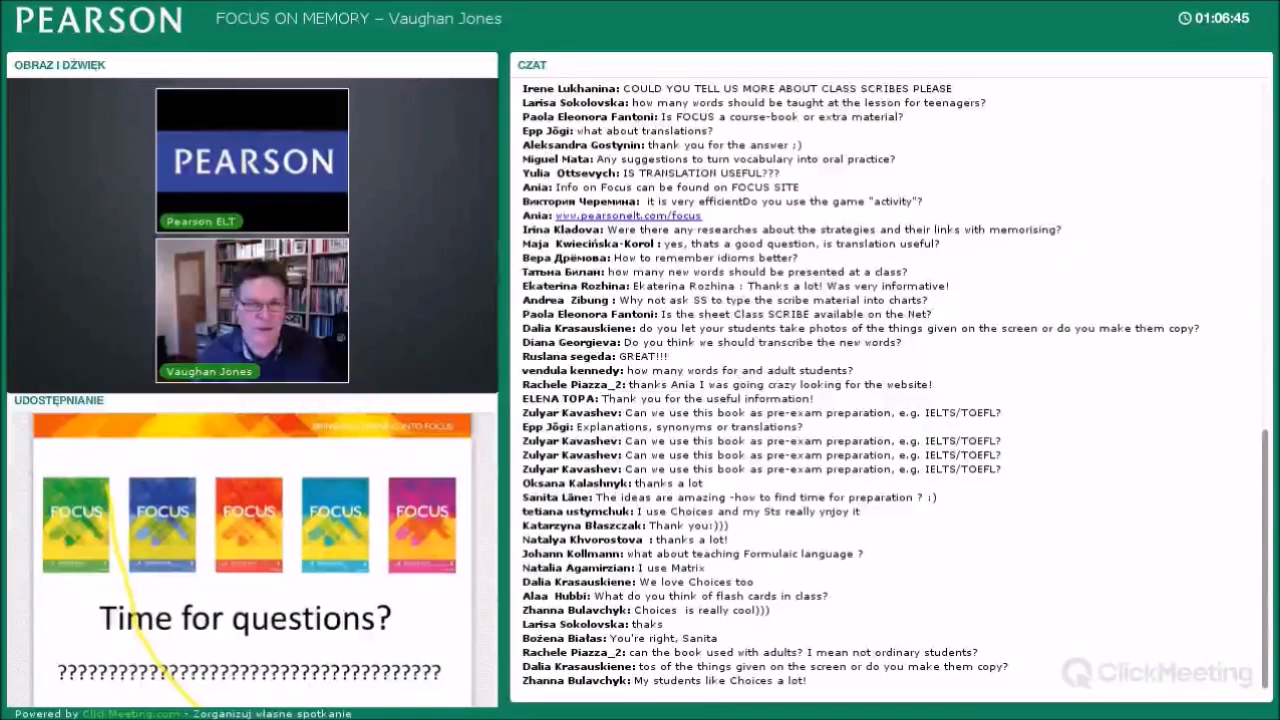 PEARSON
FOCUS ON MEMORY – Vaughan Jones
01:06:45
OBRAZ I DŹWIĘK
PEARSON
Pearson ELT
Vaughan Jones
UDOSTĘPNIANIE
INTO FOCUS
FOCUS FOCUS FOCUS FOCUS FOCUS
Time for questions?
????????????????????????????????????
CZAT
Irene Lukhanina: COULD YOU TELL US MORE ABOUT CLASS SCRIBES PLEASE
Larisa Sokolovska: how many words should be taught at the lesson for teenagers?
Paola Eleonora Fantoni: Is FOCUS a course-book or extra material?
Epp Jõgi: what about translations?
Aleksandra Gostynin: thank you for the answer :)
Miguel Mata: Any suggestions to turn vocabulary into oral practice?
Yulia Ottsevych: IS TRANSLATION USEFUL???
Ania: Info on Focus can be found on FOCUS SITE
Виктория Черемина: it is very efficientDo you use the game "activity"?
Ania: www.pearsonelt.com/focus
Irina Kladova: Were there any researches about the strategies and their links with memorising?
Maja Kwiecińska-Korol : yes, thats a good question, is translation useful?
Вера Дрёмова: How to remember idioms better?
Татьна Билан: how many new words should be presented at a class?
Ekaterina Rozhina: Ekaterina Rozhina : Thanks a lot! Was very informative!
Andrea Zibung : Why not ask SS to type the scribe material into charts?
Paola Eleonora Fantoni: Is the sheet Class SCRIBE available on the Net?
Dalia Krasauskiene: do you let your students take photos of the things given on the screen or do you make them copy?
Diana Georgieva: Do you think we should transcribe the new words?
Ruslana segeda: GREAT!!!
vendula kennedy: how many words for and adult students?
Rachele Piazza_2: thanks Ania I was going crazy looking for the website!
ELENA TOPA: Thank you for the useful information!
Zulyar Kavashev: Can we use this book as pre-exam preparation, e.g. IELTS/TOEFL?
Epp Jõgi: Explanations, synonyms or translations?
Zulyar Kavashev: Can we use this book as pre-exam preparation, e.g. IELTS/TOEFL?
Zulyar Kavashev: Can we use this book as pre-exam preparation, e.g. IELTS/TOEFL?
Zulyar Kavashev: Can we use this book as pre-exam preparation, e.g. IELTS/TOEFL?
Oksana Kalashnyk: thanks a lot
Sanita Lāne: The ideas are amazing -how to find time for preparation ? :)
tetiana ustymchuk: I use Choices and my Sts really ynjoy it
Katarzyna Błaszczak: Thank you:)))
Natalya Khvorostova : thanks a lot!
Johann Kollmann: what about teaching Formulaic language ?
Natalia Agamirzian: I use Matrix
Dalia Krasauskiene: We love Choices too
Alaa Hubbi: What do you think of flash cards in class?
Zhanna Bulavchyk: Choices is really cool)))
Larisa Sokolovska: thaks
Bożena Białas: You're right, Sanita
Rachele Piazza_2: can the book used with adults? I mean not ordinary students?
Dalia Krasauskiene: tos of the things given on the screen or do you make them copy?
Zhanna Bulavchyk: My students like Choices a lot!
ClickMeeting
Powered by ClickMeeting.com - Zorganizuj własne spotkanie